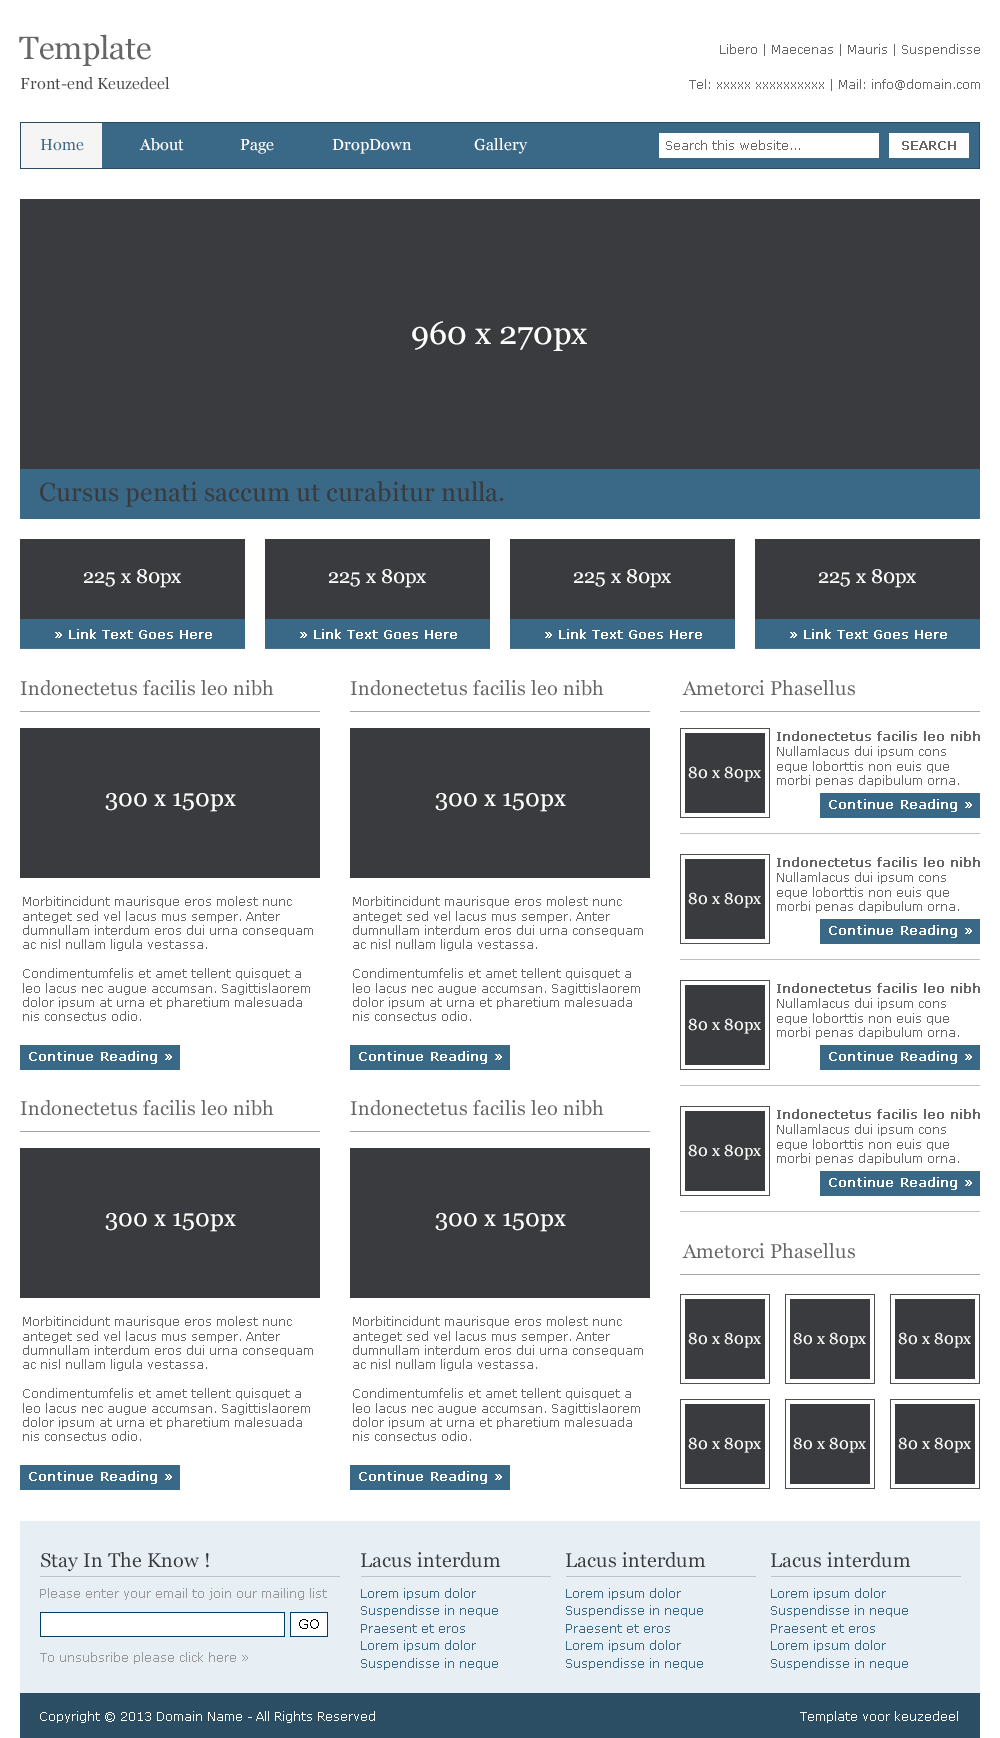 Template
Front-end Keuzedeel
Libero | Maecenas | Mauris | Suspendisse
Tel: xxxxx xxxxxxxxxx | Mail: info@domain.com
Home About Page DropDown Gallery Search this website... SEARCH
960 x 270px
Cursus penati saccum ut curabitur nulla.
225 x 80px 225 x 80px 225 x 80px 225 x 80px
» Link Text Goes Here » Link Text Goes Here » Link Text Goes Here » Link Text Goes Here
Indonectetus facilis leo nibh
300 x 150px
Morbitincidunt maurisque eros molest nunc
anteget sed vel lacus mus semper. Anter
dumnullam interdum eros dui urna consequam
ac nisl nullam ligula vestassa.
Condimentumfelis et amet tellent quisquet a
leo lacus nec augue accumsan. Sagittislaorem
dolor ipsum at urna et pharetium malesuada
nis consectus odio.
Continue Reading »
Indonectetus facilis leo nibh
300 x 150px
Morbitincidunt maurisque eros molest nunc
anteget sed vel lacus mus semper. Anter
dumnullam interdum eros dui urna consequam
ac nisl nullam ligula vestassa.
Condimentumfelis et amet tellent quisquet a
leo lacus nec augue accumsan. Sagittislaorem
dolor ipsum at urna et pharetium malesuada
nis consectus odio.
Continue Reading »
Indonectetus facilis leo nibh
300 x 150px
Morbitincidunt maurisque eros molest nunc
anteget sed vel lacus mus semper. Anter
dumnullam interdum eros dui urna consequam
ac nisl nullam ligula vestassa.
Condimentumfelis et amet tellent quisquet a
leo lacus nec augue accumsan. Sagittislaorem
dolor ipsum at urna et pharetium malesuada
nis consectus odio.
Continue Reading »
Indonectetus facilis leo nibh
300 x 150px
Morbitincidunt maurisque eros molest nunc
anteget sed vel lacus mus semper. Anter
dumnullam interdum eros dui urna consequam
ac nisl nullam ligula vestassa.
Condimentumfelis et amet tellent quisquet a
leo lacus nec augue accumsan. Sagittislaorem
dolor ipsum at urna et pharetium malesuada
nis consectus odio.
Continue Reading »
Ametorci Phasellus
80 x 80px
Indonectetus facilis leo nibh
Nullamlacus dui ipsum cons
eque loborttis non euis que
morbi penas dapibulum orna.
Continue Reading »
80 x 80px
Indonectetus facilis leo nibh
Nullamlacus dui ipsum cons
eque loborttis non euis que
morbi penas dapibulum orna.
Continue Reading »
80 x 80px
Indonectetus facilis leo nibh
Nullamlacus dui ipsum cons
eque loborttis non euis que
morbi penas dapibulum orna.
Continue Reading »
80 x 80px
Indonectetus facilis leo nibh
Nullamlacus dui ipsum cons
eque loborttis non euis que
morbi penas dapibulum orna.
Continue Reading »
Ametorci Phasellus
80 x 80px 80 x 80px 80 x 80px
80 x 80px 80 x 80px 80 x 80px
Stay In The Know !
Please enter your email to join our mailing list
GO
To unsubsribe please click here »
Lacus interdum
Lorem ipsum dolor
Suspendisse in neque
Praesent et eros
Lorem ipsum dolor
Suspendisse in neque
Lacus interdum
Lorem ipsum dolor
Suspendisse in neque
Praesent et eros
Lorem ipsum dolor
Suspendisse in neque
Lacus interdum
Lorem ipsum dolor
Suspendisse in neque
Praesent et eros
Lorem ipsum dolor
Suspendisse in neque
Copyright © 2013 Domain Name - All Rights Reserved
Template voor keuzedeel